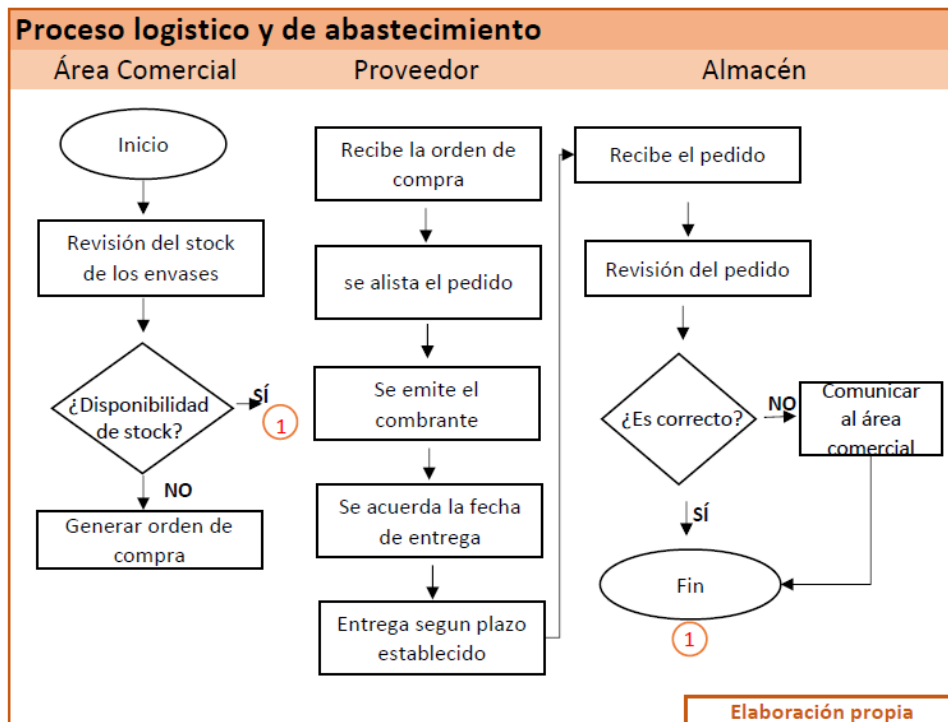 Proceso logistico y de abastecimiento
Área Comercial
Proveedor
Almacén
Inicio
Revisión del stock
de los envases
¿Disponibilidad
de stock?
SÍ
1
NO
Generar orden de
compra
Recibe la orden de
compra
se alista el pedido
Se emite el
combrante
Se acuerda la fecha
de entrega
Entrega segun plazo
establecido
Recibe el pedido
Revisión del pedido
¿Es correcto?
NO
Comunicar
al área
comercial
SÍ
Fin
1
Elaboración propia